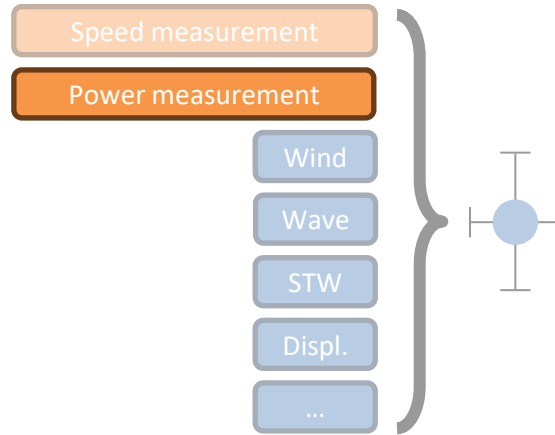 Speed measurement
Power measurement
Wind
Wave
STW
Displ.
...